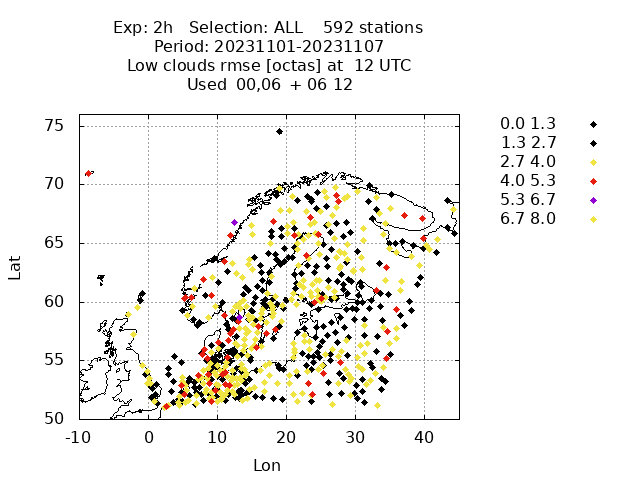 Exp: 2h   Selection: ALL    592 stations
Period: 20231101-20231107
Low clouds rmse [octas] at  12 UTC
Used  00,06  + 06 12
75
70
65
60
55
50
-10 0 10 20 30 40
Lat
Lon
0.0 1.3
1.3 2.7
2.7 4.0
4.0 5.3
5.3 6.7
6.7 8.0